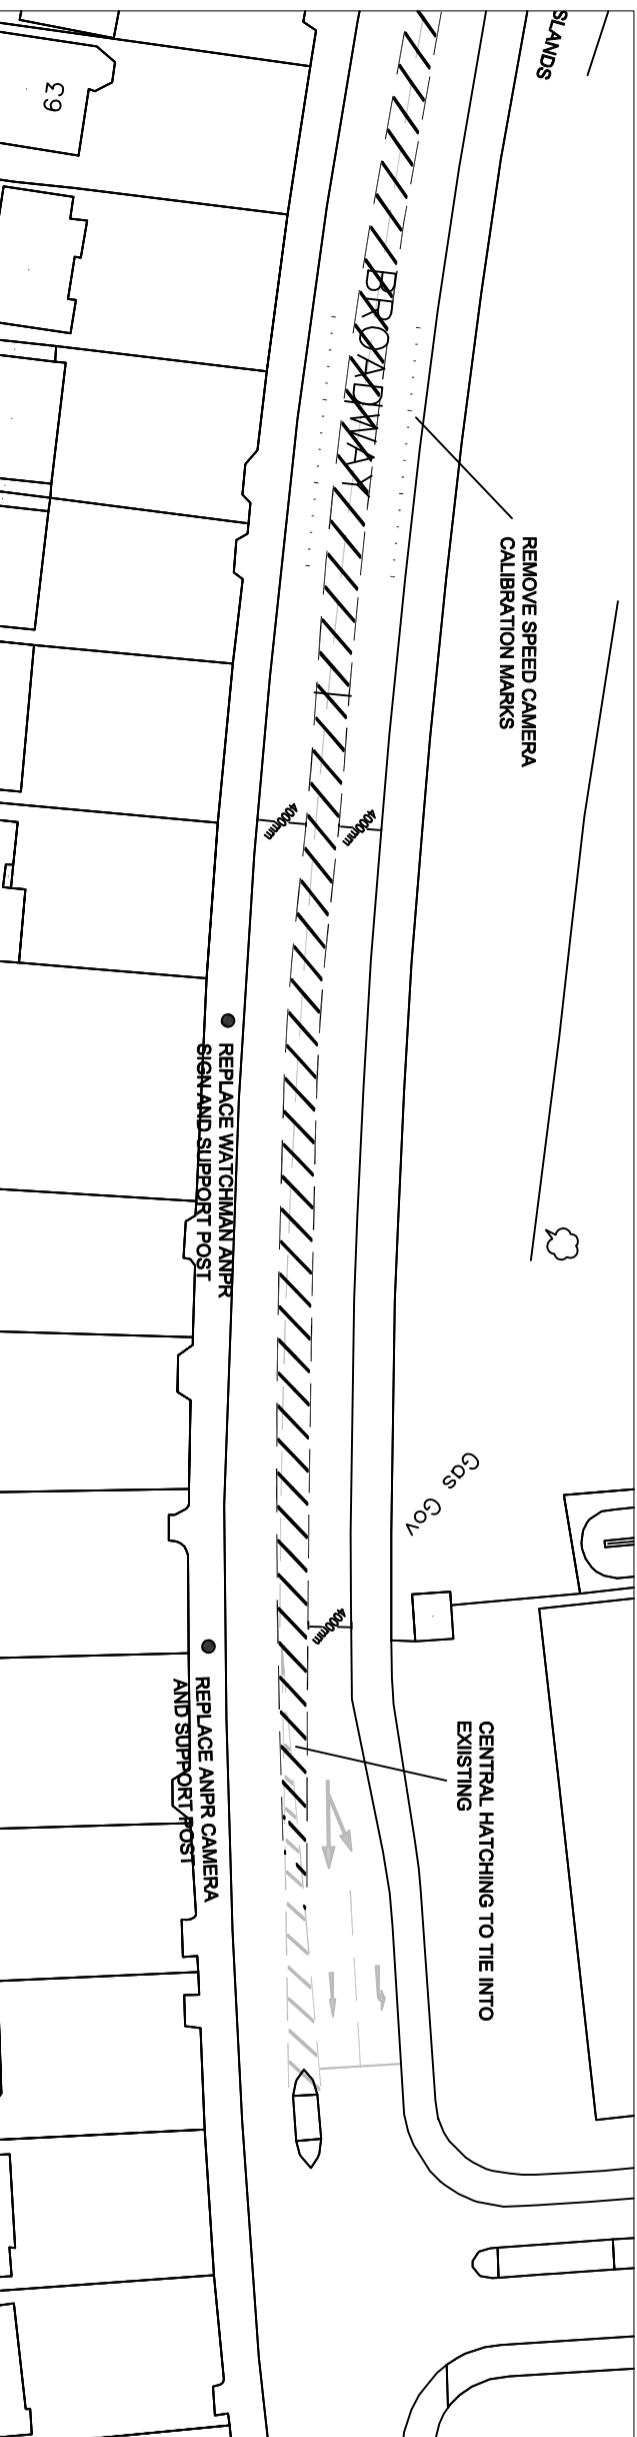 SLANDS
63
BROADWAY
REMOVE SPEED CAMERA
CALIBRATION MARKS
4000mm
4000mm
REPLACE WATCHMAN ANPR
SIGN AND SUPPORT POST
Gas Gov
4000mm
REPLACE ANPR CAMERA
AND SUPPORT POST
CENTRAL HATCHING TO TIE INTO
EXIISTING